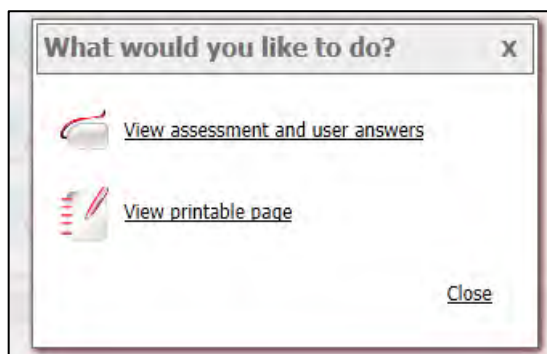 What would you like to do? x
View assessment and user answers
View printable page
Close